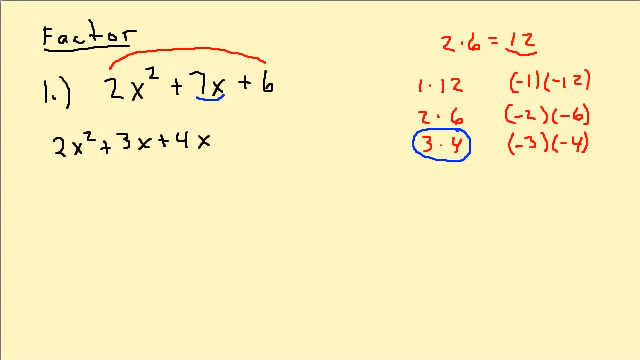 Factor
1.) 2x² + 7x + 6
2x² + 3x + 4x
2·6 = 12
1·12 (-1)(-12)
2·6 (-2)(-6)
3·4 (-3)(-4)